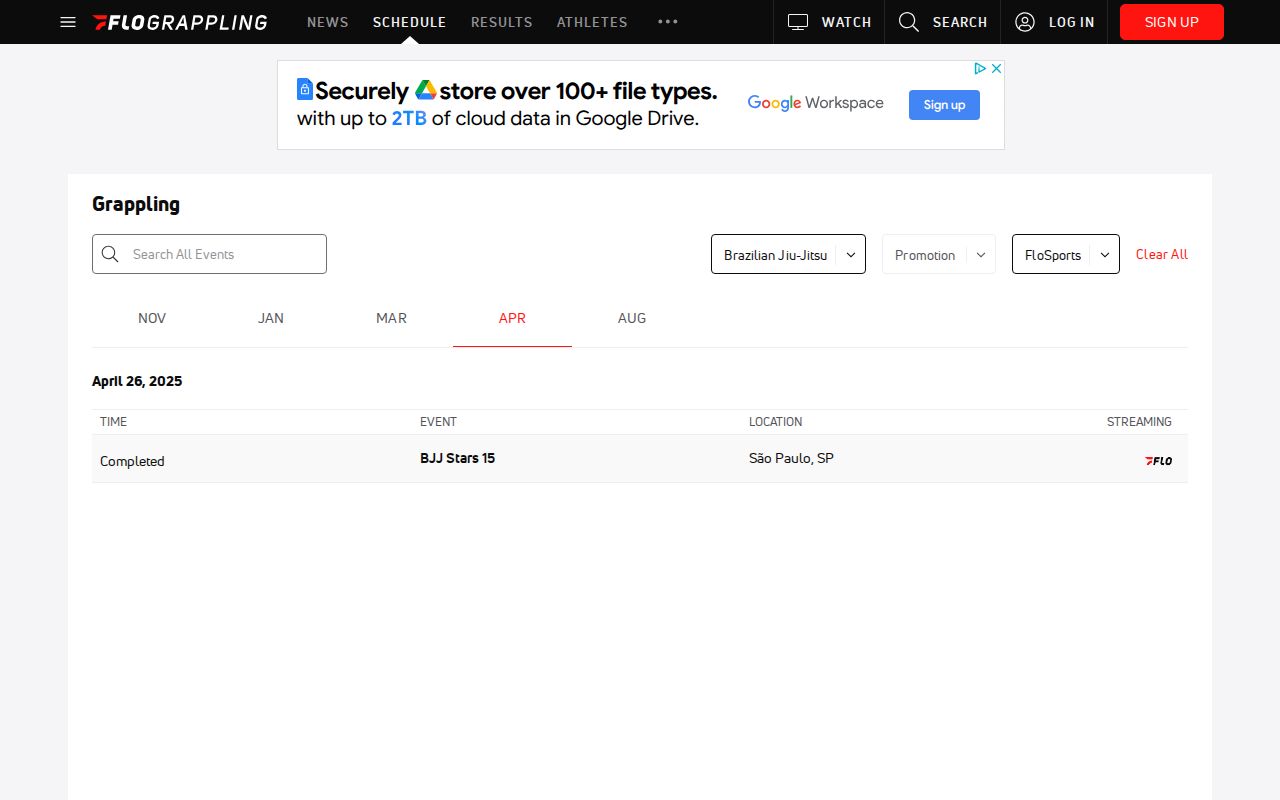 FLOGRAPPLING NEWS SCHEDULE RESULTS ATHLETES WATCH SEARCH LOG IN SIGN UP
Securely store over 100+ file types.
with up to 2TB of cloud data in Google Drive.
Google Workspace
Sign up
Grappling
Search All Events
Brazilian Jiu-Jitsu
Promotion
FloSports
Clear All
NOV JAN MAR APR AUG
April 26, 2025
TIME EVENT LOCATION STREAMING
Completed BJJ Stars 15 São Paulo, SP FLO